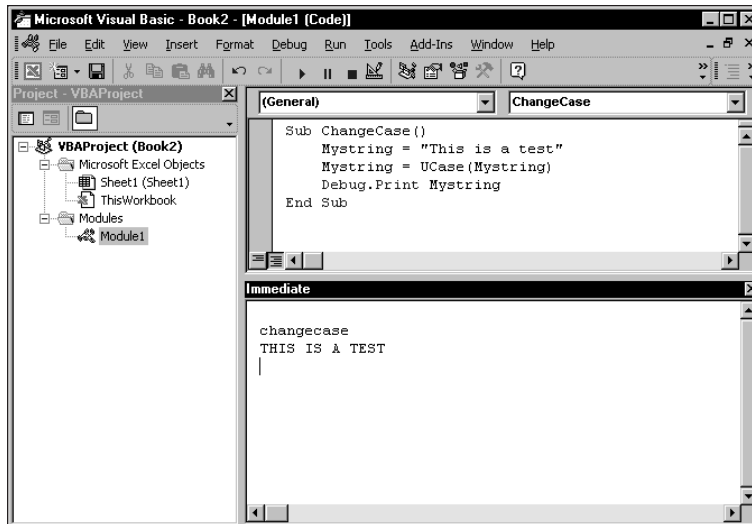 Microsoft Visual Basic - Book2 - [Module1 (Code)]
File Edit View Insert Format Debug Run Tools Add-Ins Window Help
Project - VBAProject
VBAProject (Book2)
Microsoft Excel Objects
Sheet1 (Sheet1)
ThisWorkbook
Modules
Module1
(General) ChangeCase
Sub ChangeCase()
Mystring = "This is a test"
Mystring = UCase(Mystring)
Debug.Print Mystring
End Sub
Immediate
changecase
THIS IS A TEST